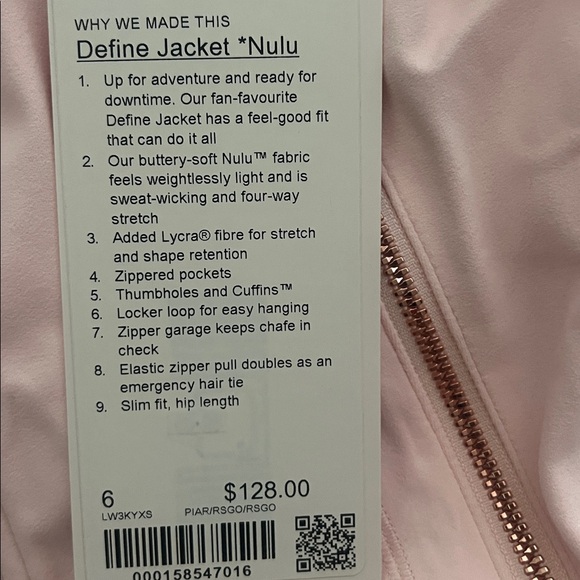 WHY WE MADE THIS
Define Jacket *Nulu
1. Up for adventure and ready for
downtime. Our fan-favourite
Define Jacket has a feel-good fit
that can do it all
2. Our buttery-soft Nulu™ fabric
feels weightlessly light and is
sweat-wicking and four-way
stretch
3. Added Lycra® fibre for stretch
and shape retention
4. Zippered pockets
5. Thumbholes and Cuffins™
6. Locker loop for easy hanging
7. Zipper garage keeps chafe in
check
8. Elastic zipper pull doubles as an
emergency hair tie
9. Slim fit, hip length
6 $128.00
LW3KYXS PIAR/RSGO/RSGO
000158547016